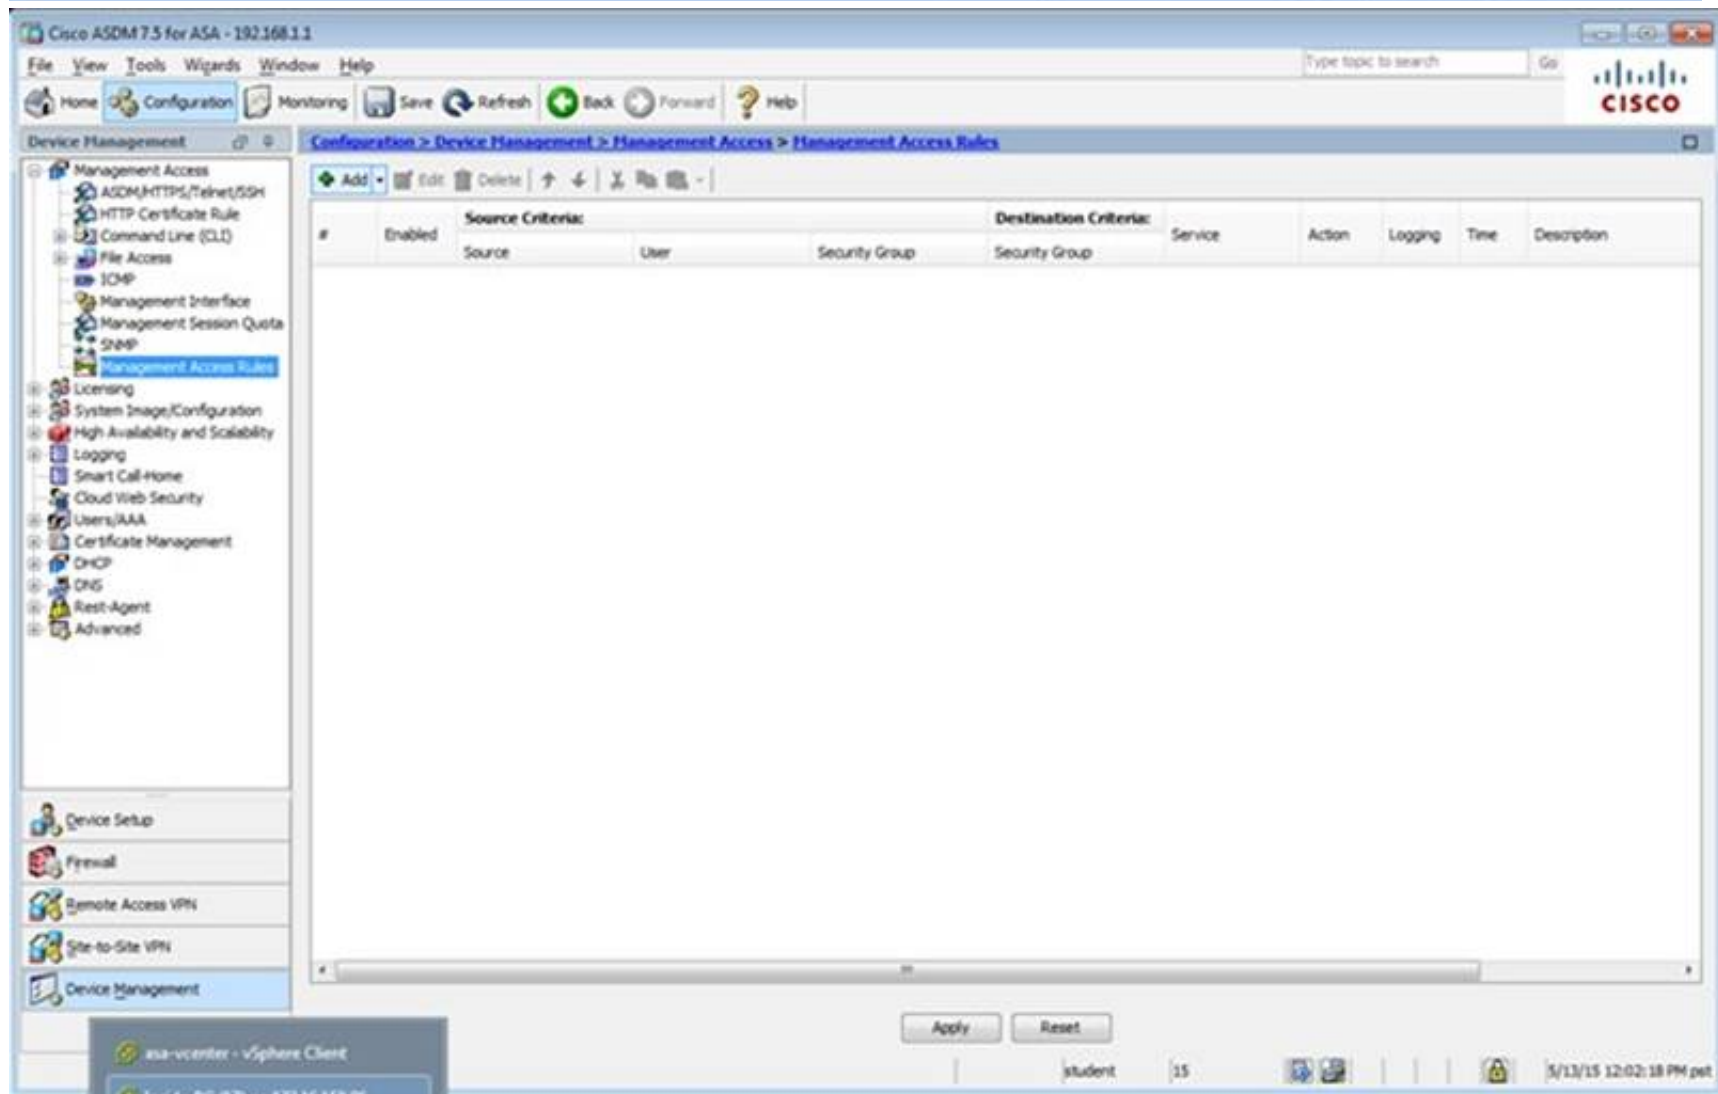 Cisco ASDM 7.5 for ASA - 192.168.1.1
File View Tools Wizards Window Help
Type topic to search Go
Home Configuration Monitoring Save Refresh Back Forward Help
CISCO
Device Management
Configuration > Device Management > Management Access > Management Access Rules
Management Access
ASDM/HTTPS/Telnet/SSH
HTTP Certificate Rule
Command Line (CLI)
File Access
ICMP
Management Interface
Management Session Quota
SNMP
Management Access Rules
Licensing
System Image/Configuration
High Availability and Scalability
Logging
Smart Call-Home
Cloud Web Security
Users/AAA
Certificate Management
DHCP
DNS
Rest-Agent
Advanced
Add Edit Delete
# Enabled Source Criteria: Destination Criteria: Service Action Logging Time Description
Source User Security Group Security Group
Device Setup
Firewall
Remote Access VPN
Site-to-Site VPN
Device Management
Apply Reset
asa-vcenter - vSphere Client
student 15 5/13/15 12:02:18 PM pst